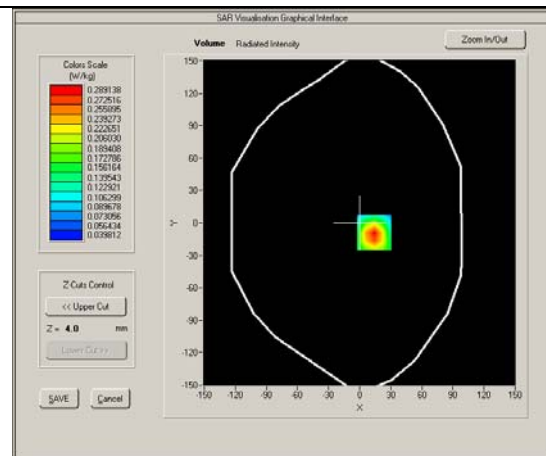 SAR Visualisation Graphical Interface
Volume Radiated Intensity
Zoom In/Out
Colors Scale
(W/kg)
0.289138
0.272516
0.255895
0.239273
0.222651
0.206030
0.189408
0.172786
0.156164
0.139543
0.122921
0.106299
0.089678
0.073056
0.056434
0.039812
Z Cuts Control
<< Upper Cut
Z = 4.0 mm
Lower Cut >>
SAVE Cancel
150
120
90
60
30
0
-30
-60
-90
-120
-150
Y
-150 -120 -90 -60 -30 0 30 60 90 120 150
X